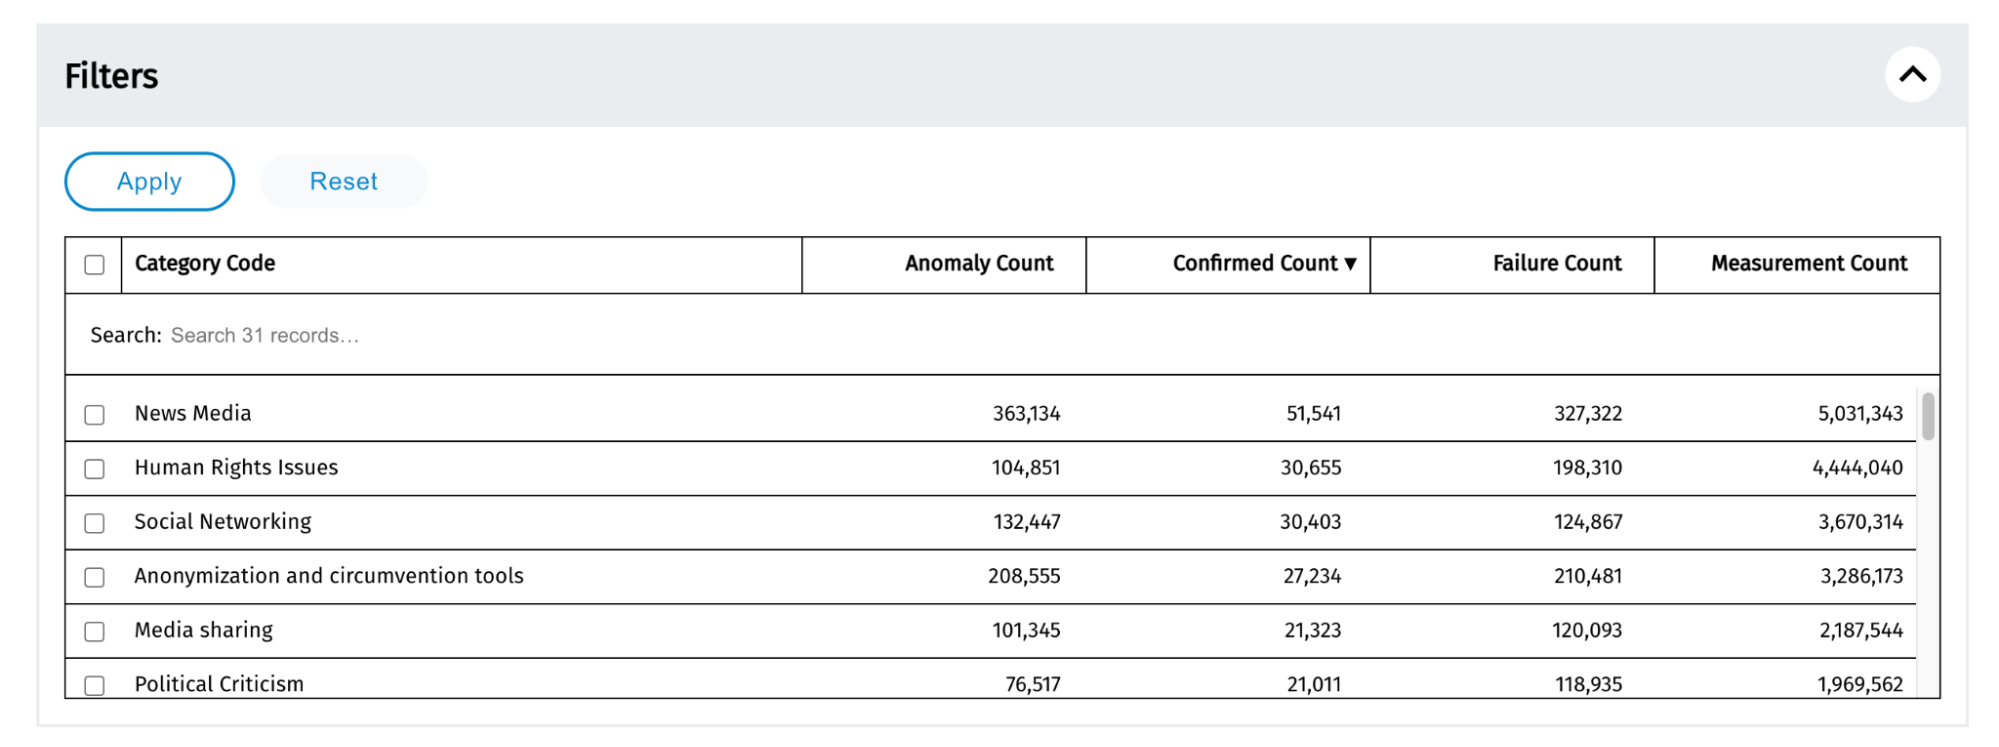 Filters
Apply Reset
Category Code Anomaly Count Confirmed Count ▼ Failure Count Measurement Count
Search: Search 31 records...
News Media 363,134 51,541 327,322 5,031,343
Human Rights Issues 104,851 30,655 198,310 4,444,040
Social Networking 132,447 30,403 124,867 3,670,314
Anonymization and circumvention tools 208,555 27,234 210,481 3,286,173
Media sharing 101,345 21,323 120,093 2,187,544
Political Criticism 76,517 21,011 118,935 1,969,562